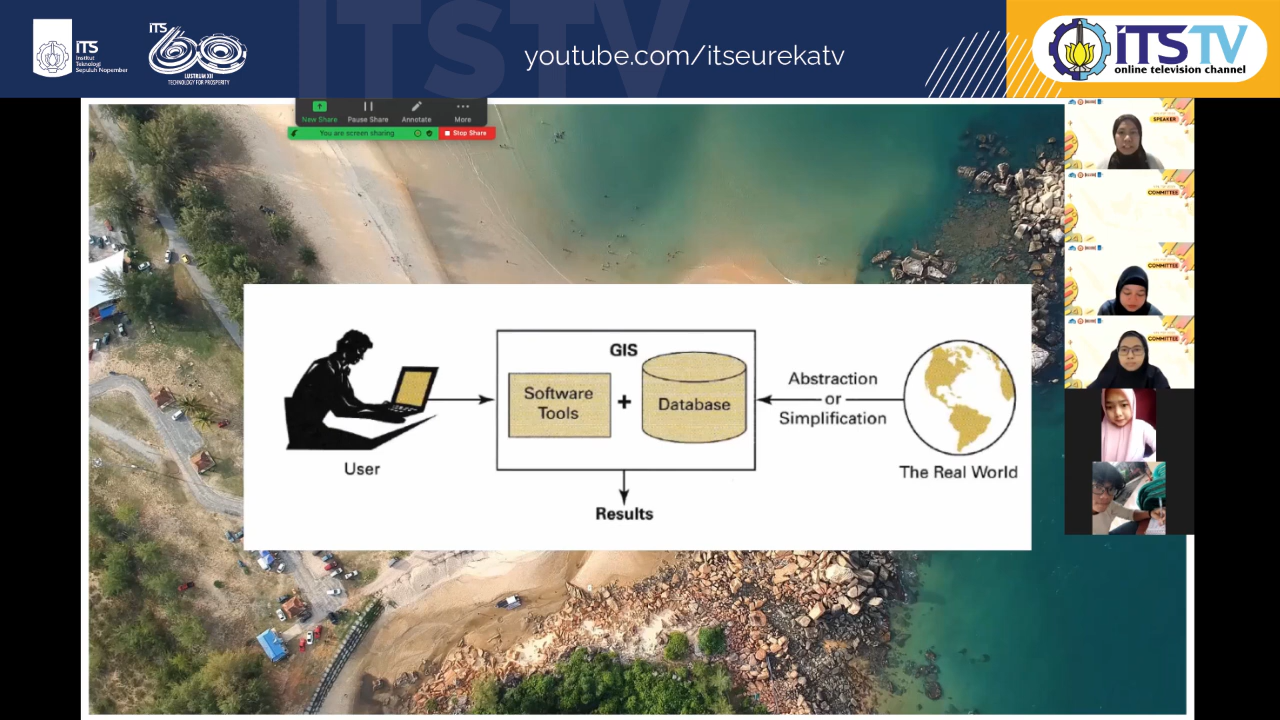 iTS
Institut
Teknologi
Sepuluh Nopember
iTS
60
LUSTRUM XII
TECHNOLOGY FOR PROSPERITY
ITSTV
youtube.com/itseurekatv
iTSTV
online television channel
New Share
Pause Share
Annotate
More
You are screen sharing
Stop Share
SPEAKER
COMMITTEE
COMMITTEE
COMMITTEE
GIS
Software
Tools
+
Database
Abstraction
or
Simplification
User
The Real World
Results